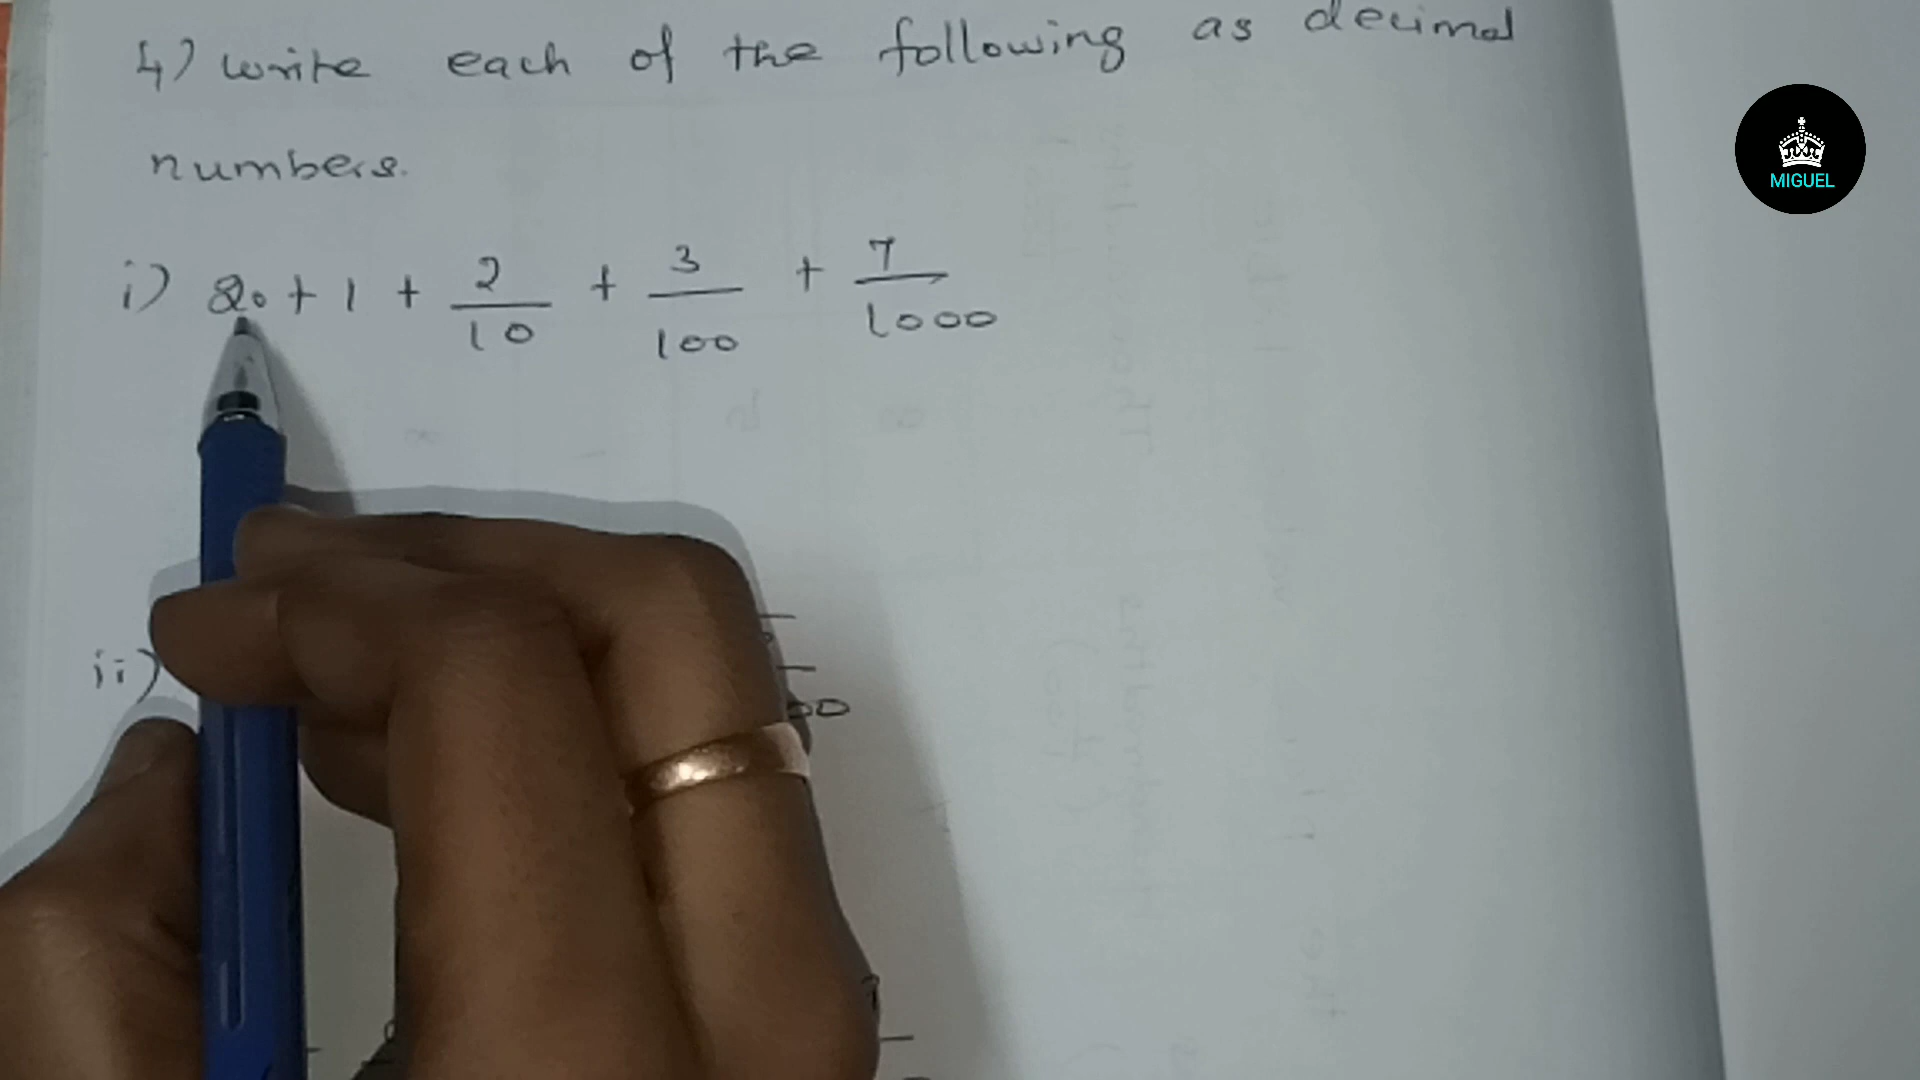 4) write each of the following as decimal
numbers.
i) 20 + 1 + 2/10 + 3/100 + 7/1000
ii)
MIGUEL